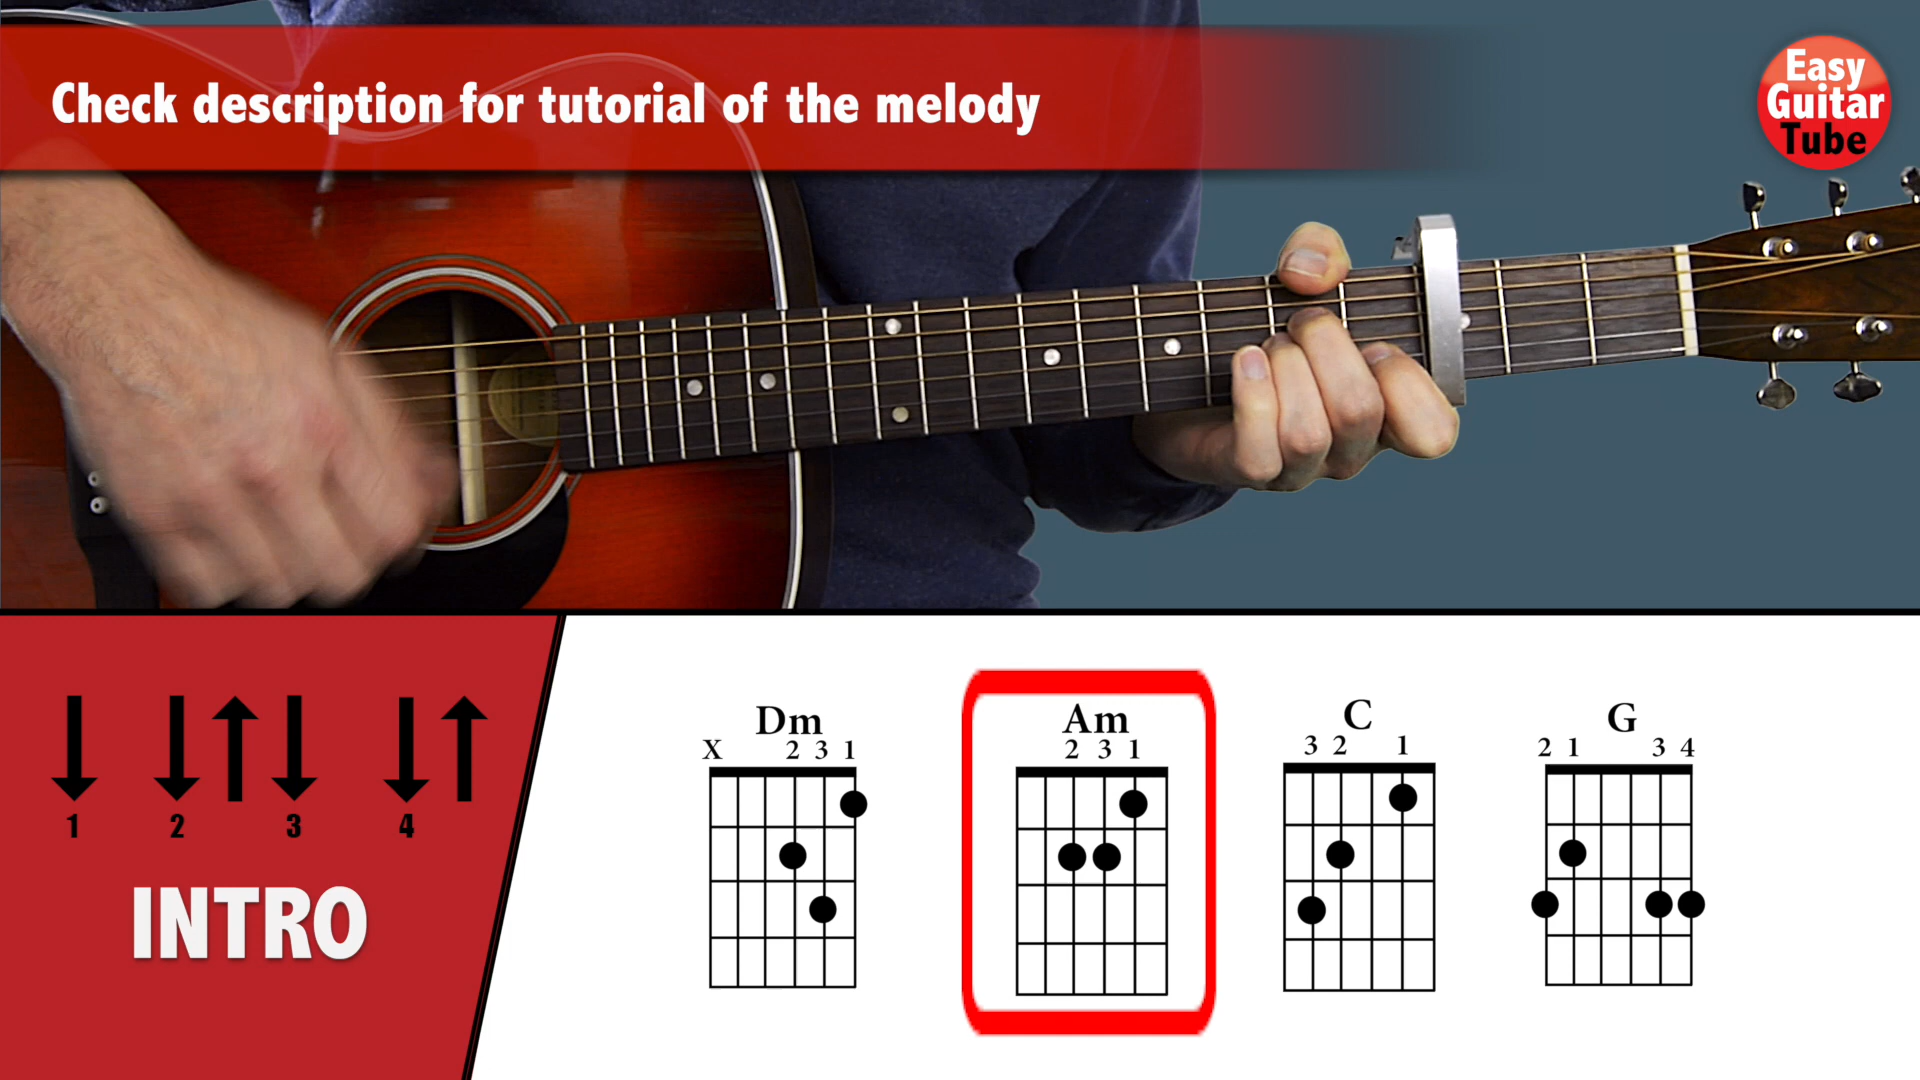 Check description for tutorial of the melody
Easy
Guitar
Tube
1 2 3 4
INTRO
Dm
X 2 3 1
Am
2 3 1
C
3 2 1
G
2 1 3 4